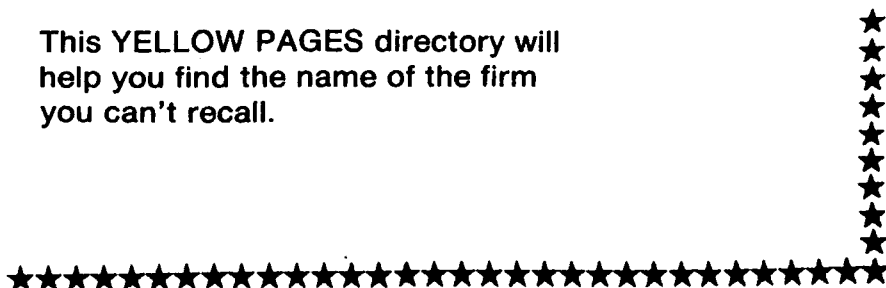 This YELLOW PAGES directory will
help you find the name of the firm
you can't recall.